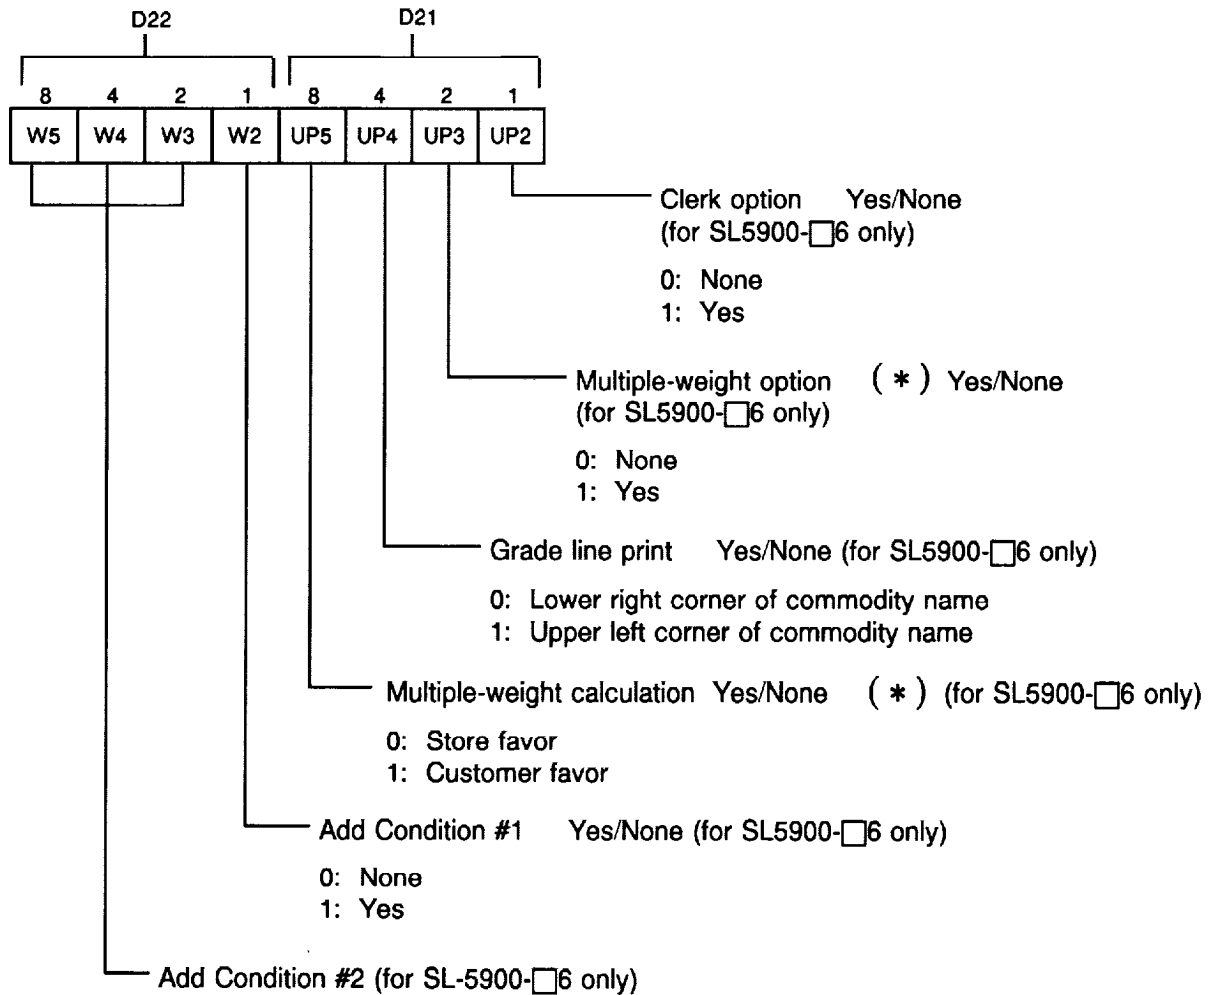 D22 D21
8 4 2 1 8 4 2 1
W5 W4 W3 W2 UP5 UP4 UP3 UP2
Clerk option Yes/None
(for SL5900-□6 only)
0: None
1: Yes
Multiple-weight option (*) Yes/None
(for SL5900-□6 only)
0: None
1: Yes
Grade line print Yes/None (for SL5900-□6 only)
0: Lower right corner of commodity name
1: Upper left corner of commodity name
Multiple-weight calculation Yes/None (*) (for SL5900-□6 only)
0: Store favor
1: Customer favor
Add Condition #1 Yes/None (for SL5900-□6 only)
0: None
1: Yes
Add Condition #2 (for SL-5900-□6 only)